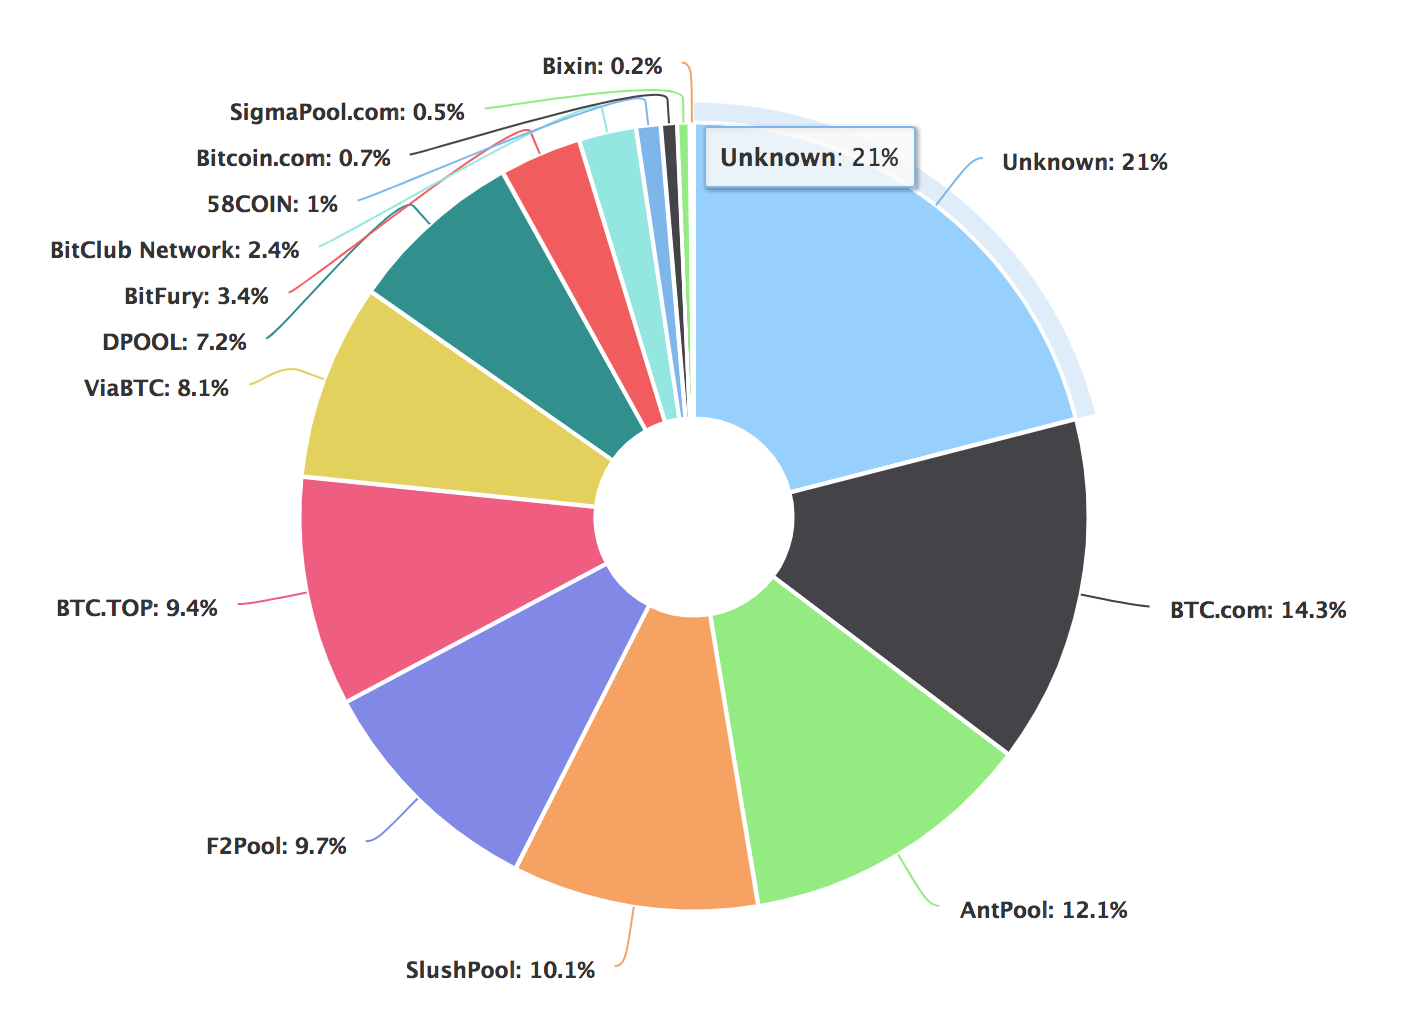 Bixin: 0.2%
SigmaPool.com: 0.5%
Bitcoin.com: 0.7%
Unknown: 21%
Unknown: 21%
58COIN: 1%
BitClub Network: 2.4%
BitFury: 3.4%
DPOOL: 7.2%
ViaBTC: 8.1%
BTC.TOP: 9.4%
BTC.com: 14.3%
F2Pool: 9.7%
AntPool: 12.1%
SlushPool: 10.1%